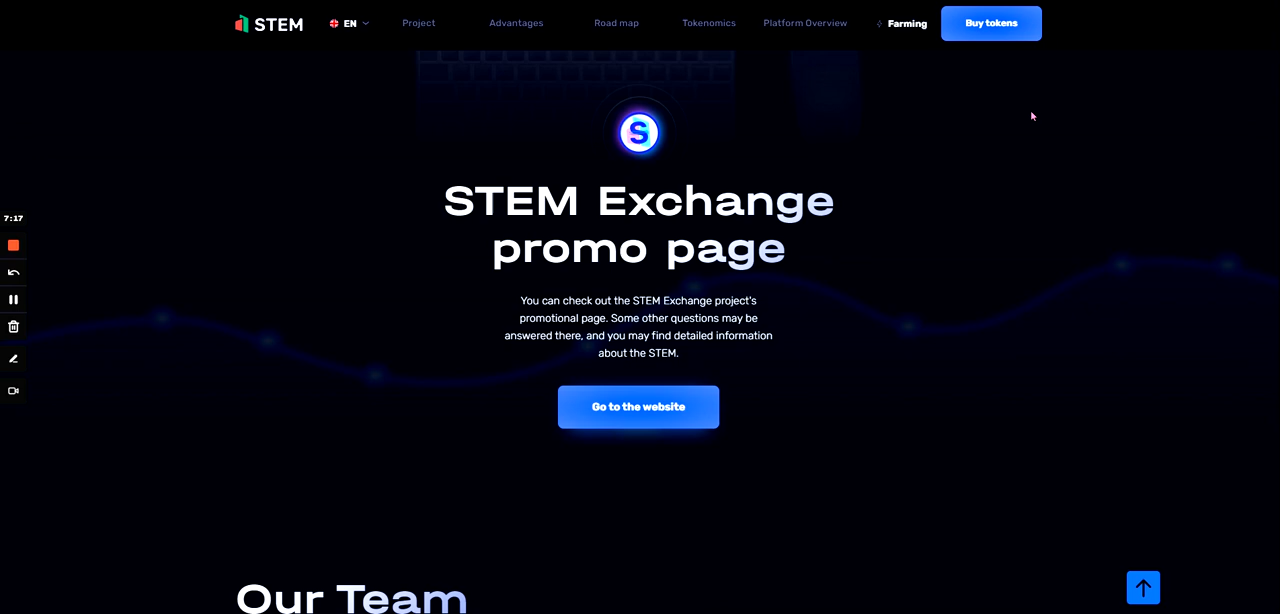 STEM
EN
Project
Advantages
Road map
Tokenomics
Platform Overview
Farming
Buy tokens
S
STEM Exchange
promo page
7:17
You can check out the STEM Exchange project's
promotional page. Some other questions may be
answered there, and you may find detailed information
about the STEM.
Go to the website
Our Team